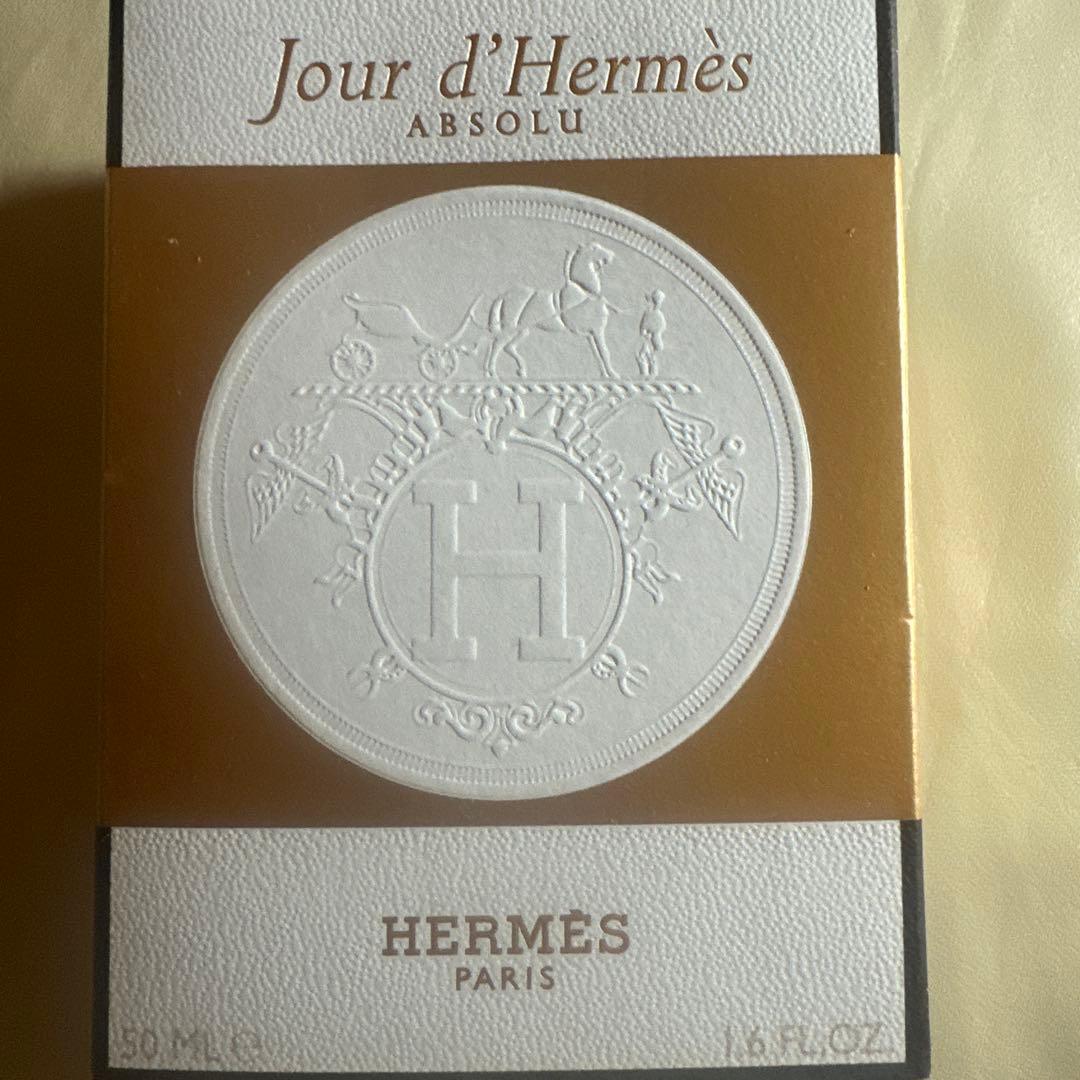 Jour d'Hermès
ABSOLU
H
HERMÈS
PARIS
50 ML ℮ 1.6 FL.OZ.